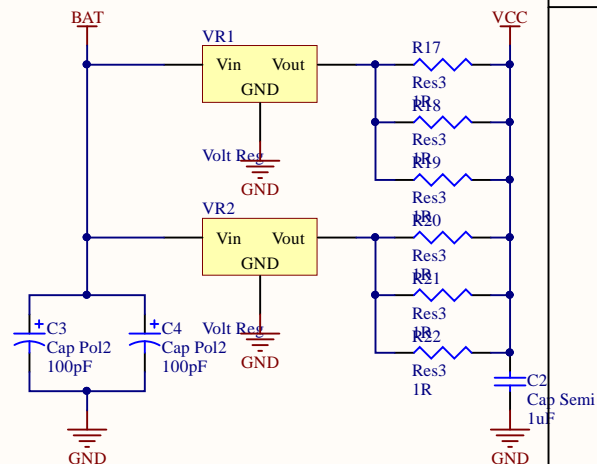 BAT
VCC
VR1
Vin Vout
GND
Volt Reg
GND
VR2
Vin Vout
GND
Volt Reg
GND
R17
Res3
1R
R18
Res3
1R
R19
Res3
1R
R20
Res3
1R
R21
Res3
1R
R22
Res3
1R
C3
Cap Pol2
100pF
C4
Cap Pol2
100pF
C2
Cap Semi
1uF
GND
GND